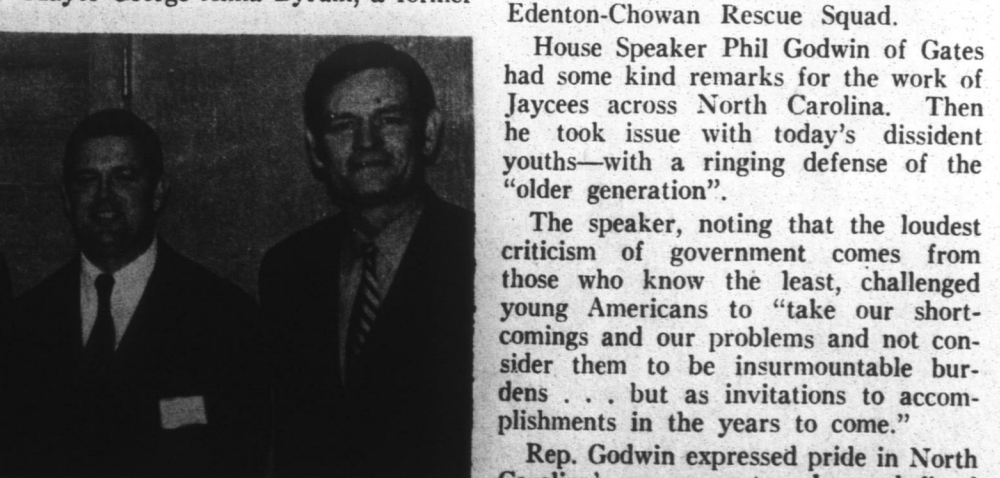 Edenton-Chowan Rescue Squad.
House Speaker Phil Godwin of Gates
had some kind remarks for the work of
Jaycees across North Carolina. Then
he took issue with today's dissident
youths—with a ringing defense of the
"older generation".
The speaker, noting that the loudest
criticism of government comes from
those who know the least, challenged
young Americans to "take our short-
comings and our problems and not con-
sider them to be insurmountable bur-
dens . . . but as invitations to accom-
plishments in the years to come."
Rep. Godwin expressed pride in North